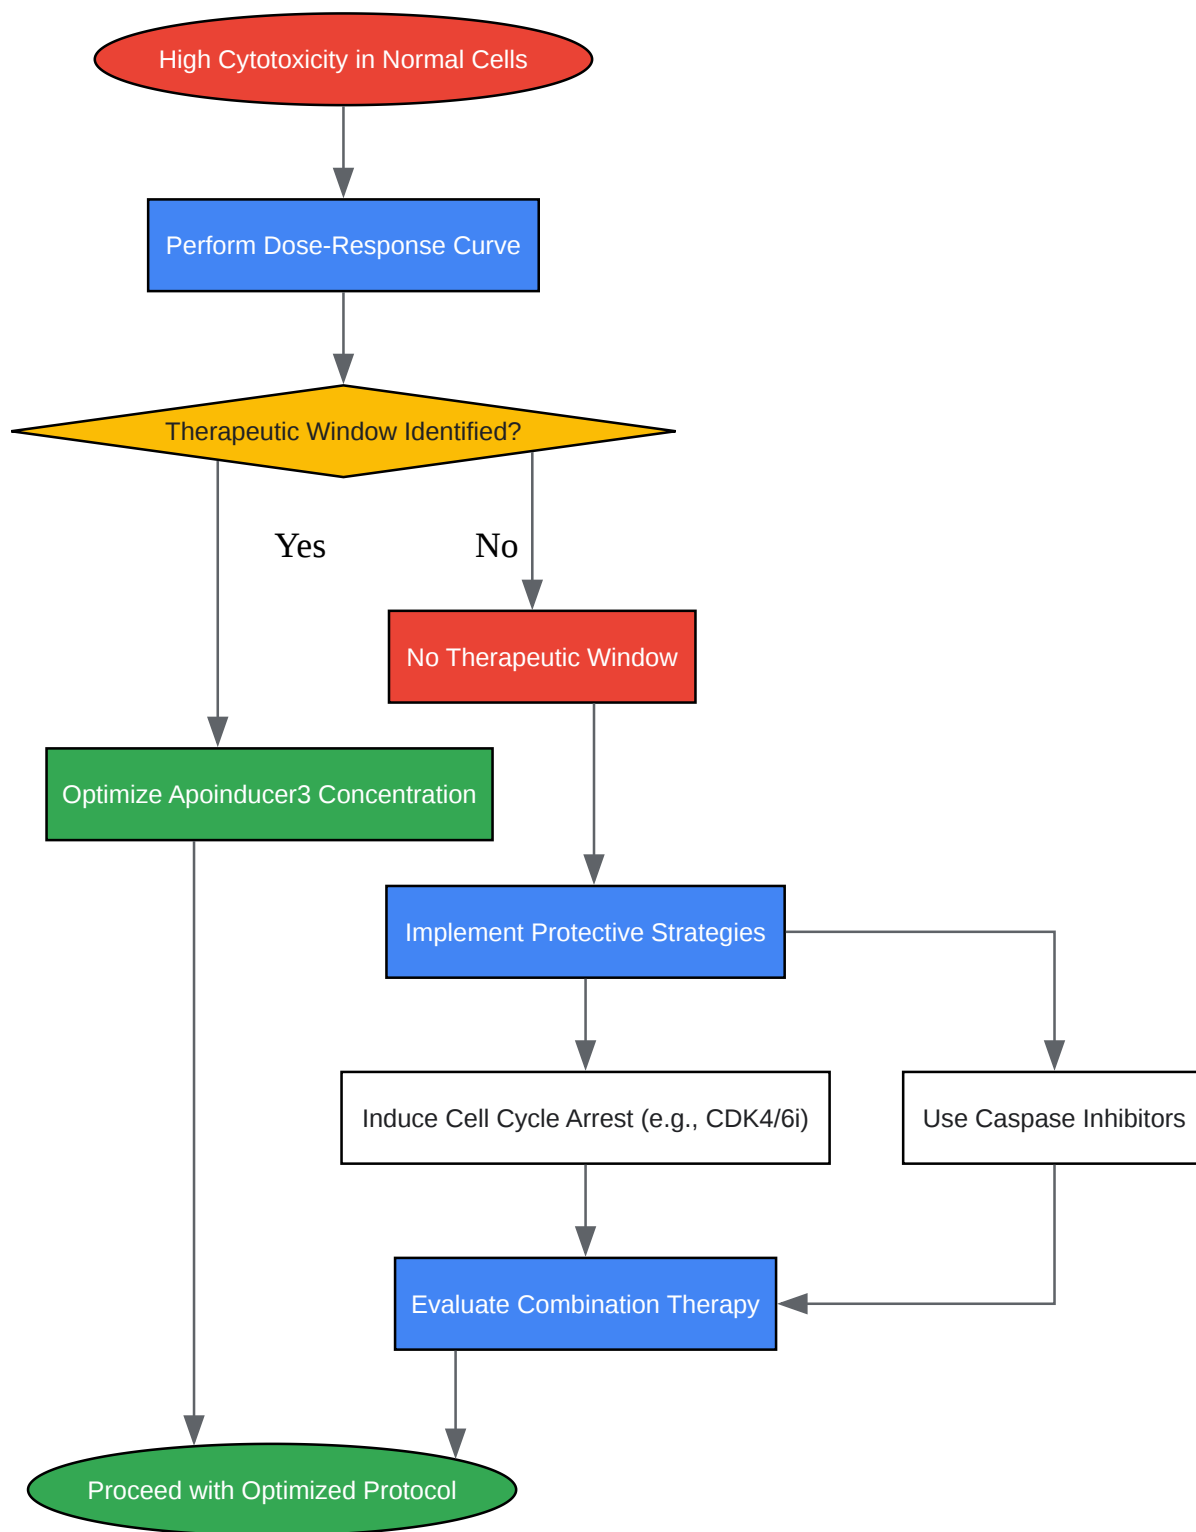 High Cytotoxicity in Normal Cells
Perform Dose-Response Curve
Therapeutic Window Identified?
Yes
No
No Therapeutic Window
Optimize Apoinducer3 Concentration
Implement Protective Strategies
Induce Cell Cycle Arrest (e.g., CDK4/6i)
Use Caspase Inhibitors
Evaluate Combination Therapy
Proceed with Optimized Protocol